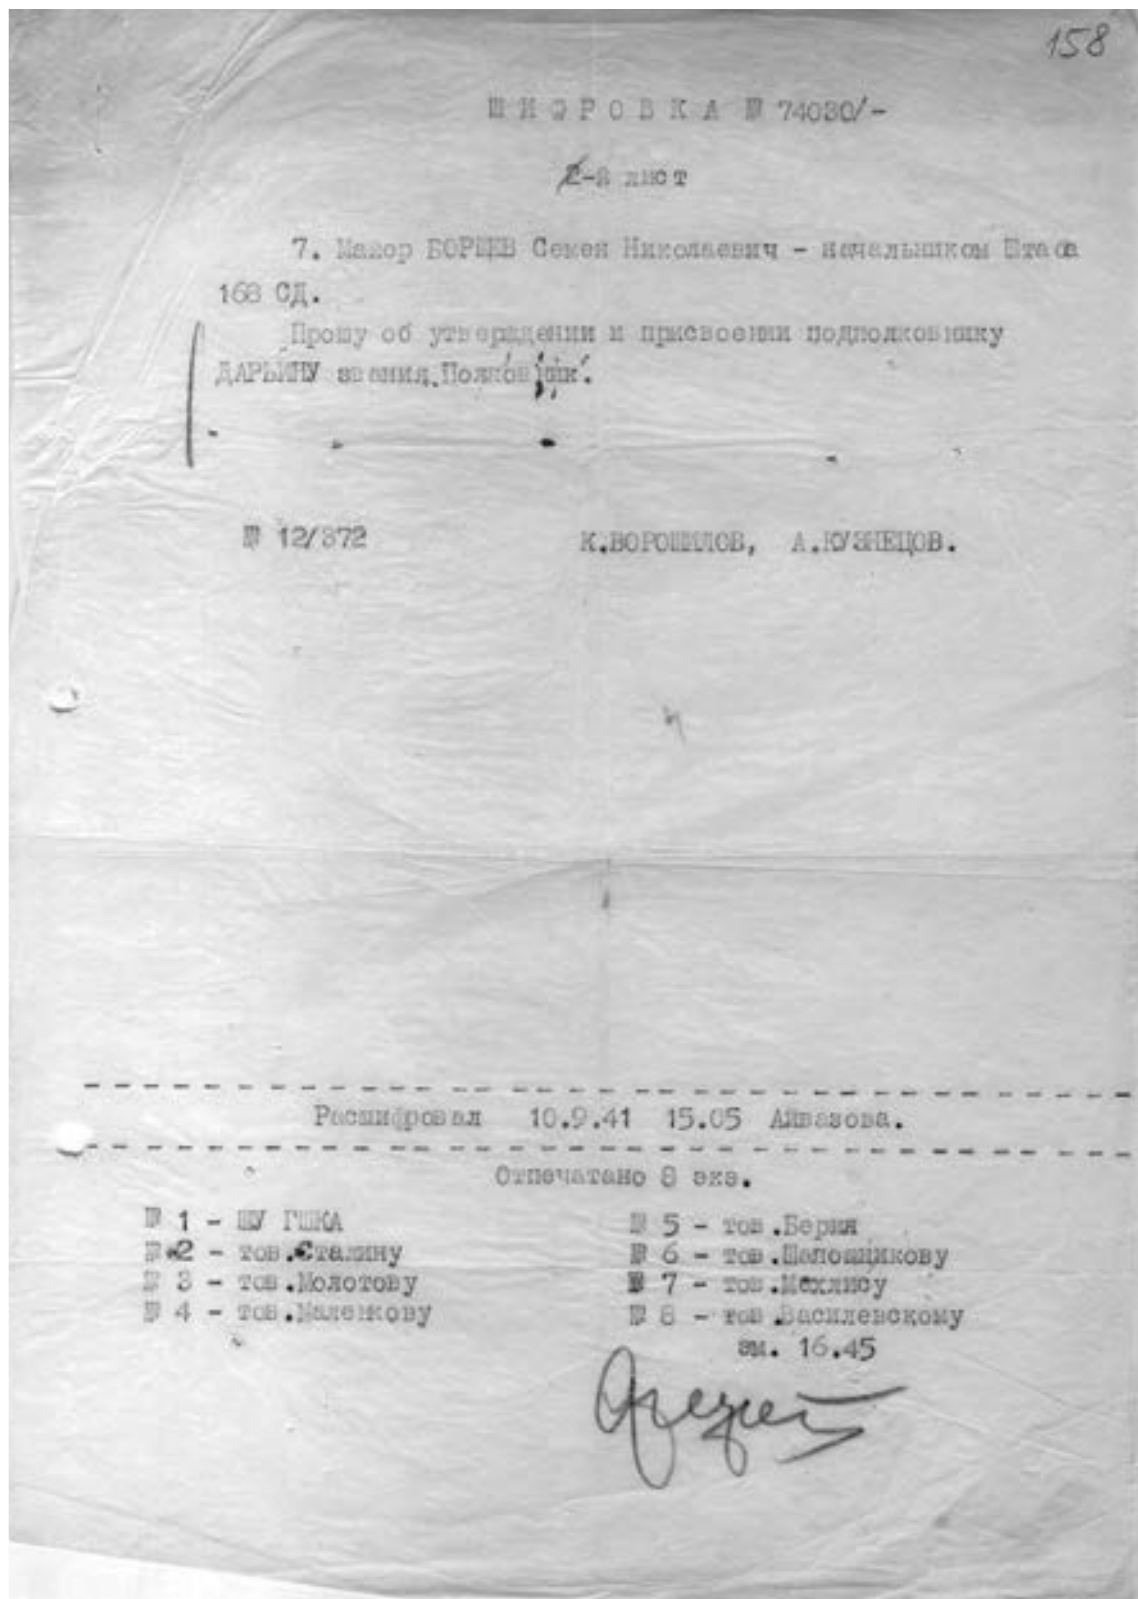 158
ШИФРОВКА № 74030/-
2-й лист
7. Майор БОРЩЕВ Семен Николаевич - начальником Штаба
168 СД.
Прошу об утверждении и присвоении подполковнику
ДАРЬИНУ звания Полковник.
№ 12/372 К.ВОРОШИЛОВ, А.КУЗНЕЦОВ.
Расшифровал 10.9.41 15.05 Айвазова.
Отпечатано 8 экз.
№ 1 - ШУ ГШКА № 5 - тов.Берия
№ 2 - тов.Сталину № 6 - тов.Шапошщикову
№ 3 - тов.Молотову № 7 - тов.Мехлису
№ 4 - тов.Маленкову № 8 - тов.Василевскому
зм. 16.45